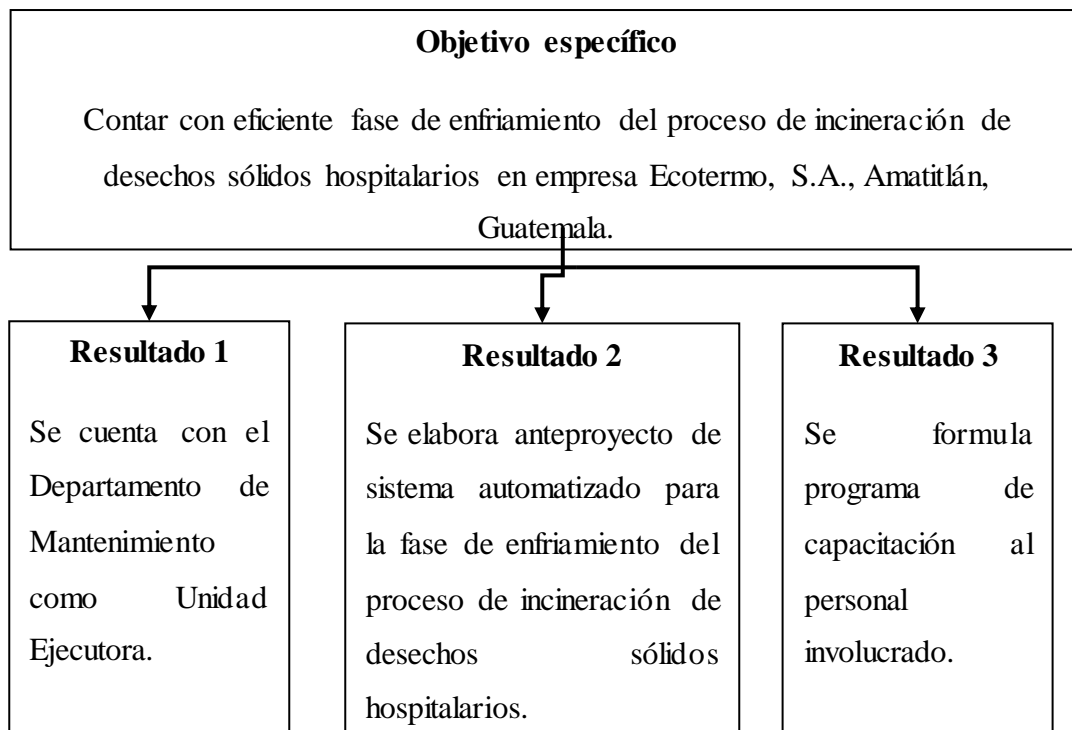 Objetivo específico
Contar con eficiente fase de enfriamiento del proceso de incineración de
desechos sólidos hospitalarios en empresa Ecotermo, S.A., Amatitlán,
Guatemala.
Resultado 1
Se cuenta con el
Departamento de
Mantenimiento
como Unidad
Ejecutora.
Resultado 2
Se elabora anteproyecto de
sistema automatizado para
la fase de enfriamiento del
proceso de incineración de
desechos sólidos
hospitalarios.
Resultado 3
Se formula
programa de
capacitación al
personal
involucrado.